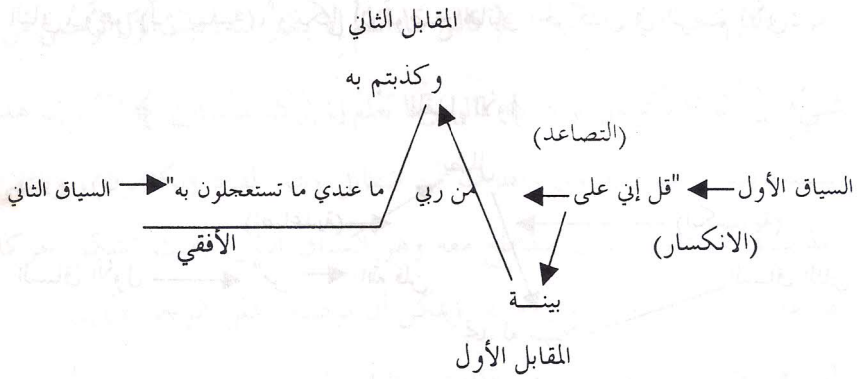 المقابل الثاني
وكذبتم به
(التصاعد)
السياق الأول "قل إني على من ربي ما عندي ما تستعجلون به" السياق الثاني
الأفقي
(الانكسار)
بينـــة
المقابل الأول